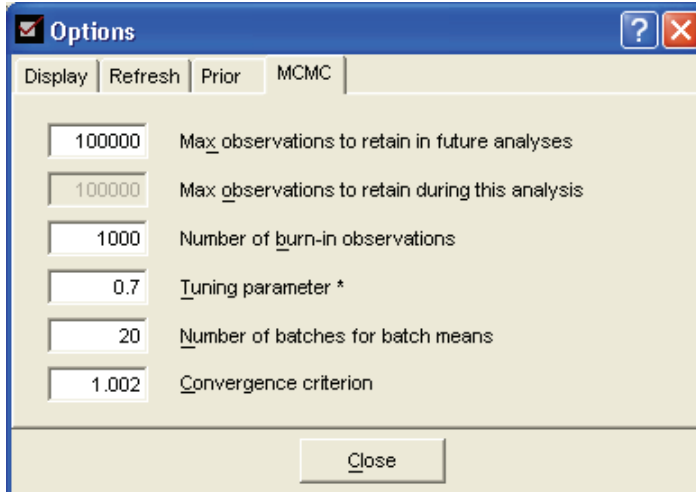 Options
Display Refresh Prior MCMC
100000 Max observations to retain in future analyses
100000 Max observations to retain during this analysis
1000 Number of burn-in observations
0.7 Tuning parameter *
20 Number of batches for batch means
1.002 Convergence criterion
Close